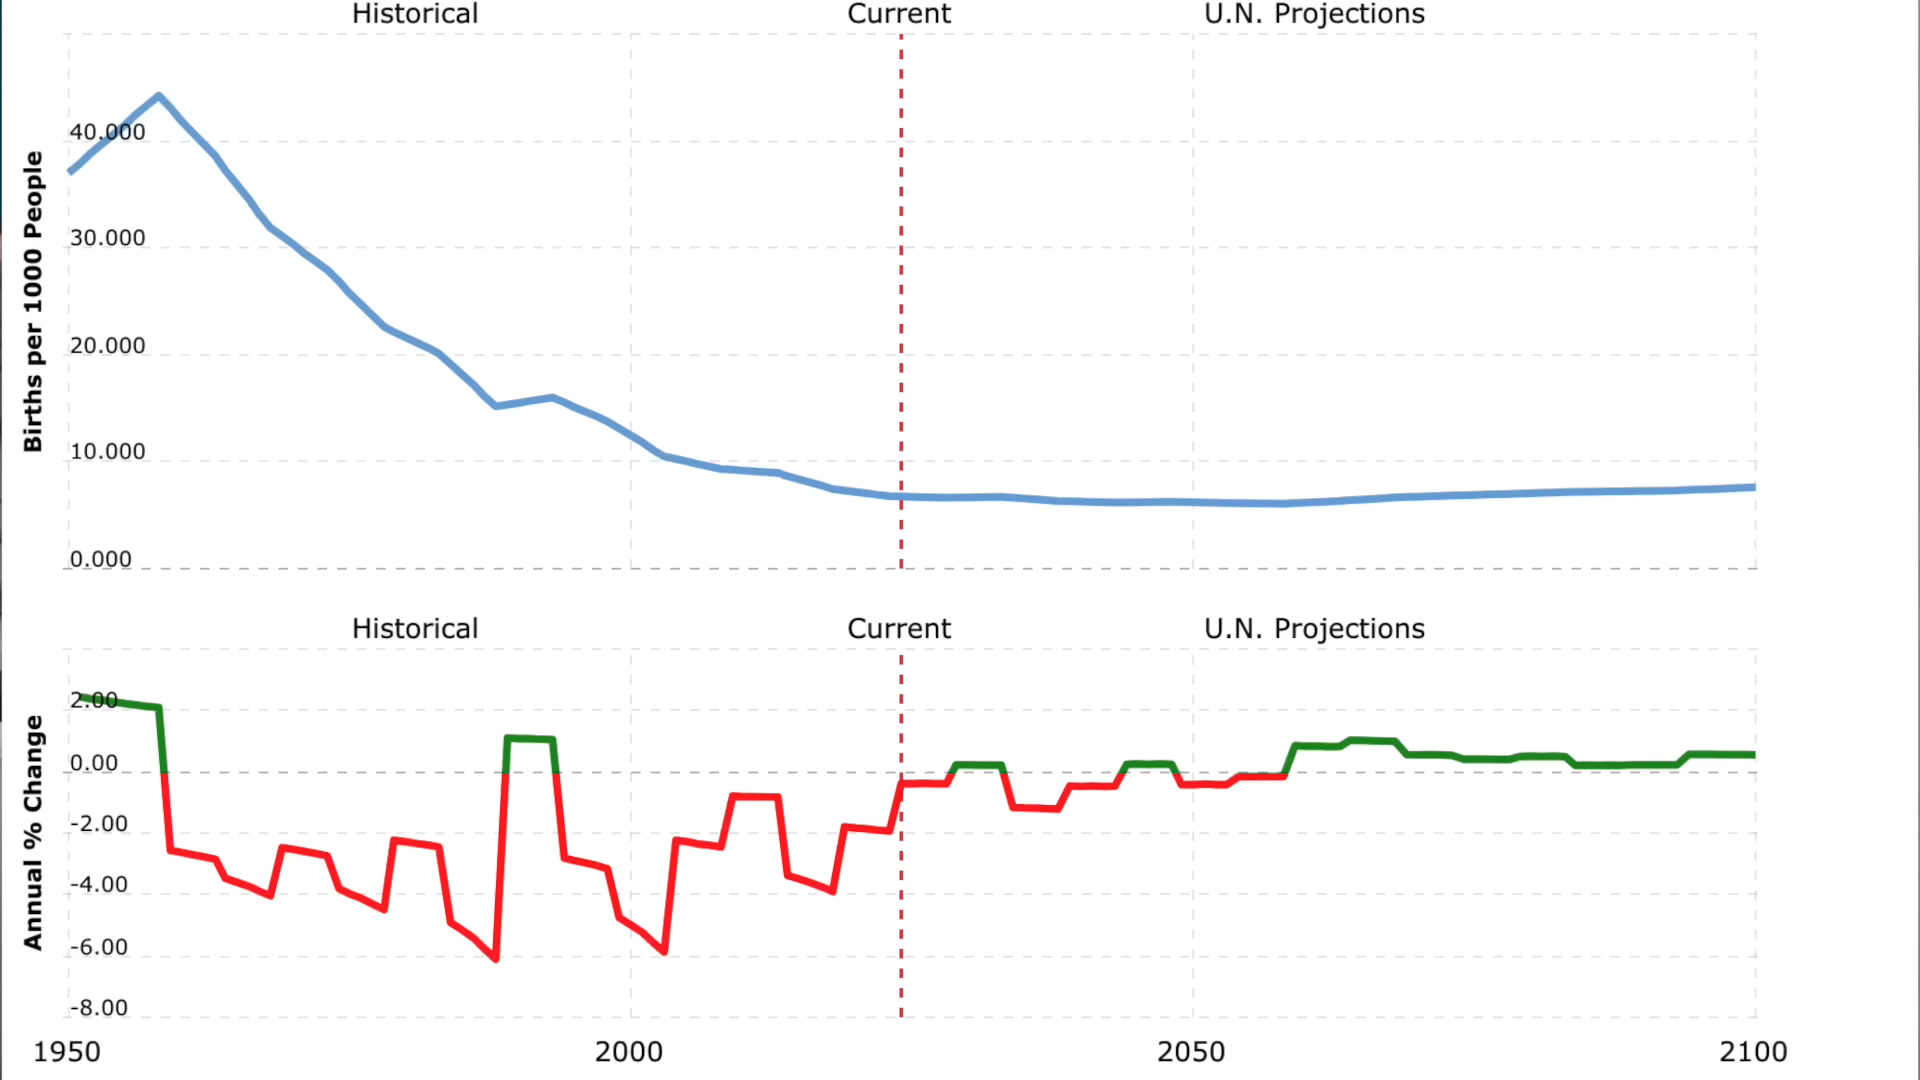 Historical Current U.N. Projections
Births per 1000 People
40.000
30.000
20.000
10.000
0.000
Historical Current U.N. Projections
Annual % Change
2.00
0.00
-2.00
-4.00
-6.00
-8.00
1950 2000 2050 2100